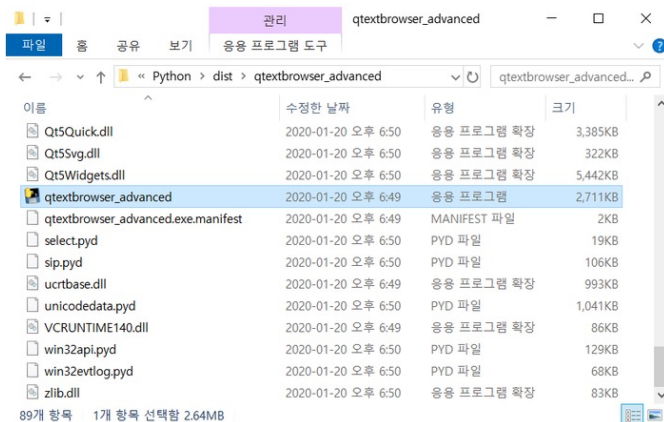 관리 qtextbrowser_advanced
파일 홈 공유 보기 응용 프로그램 도구
« Python > dist > qtextbrowser_advanced qtextbrowser_advanced...
이름 수정한 날짜 유형 크기
Qt5Quick.dll 2020-01-20 오후 6:50 응용 프로그램 확장 3,385KB
Qt5Svg.dll 2020-01-20 오후 6:50 응용 프로그램 확장 322KB
Qt5Widgets.dll 2020-01-20 오후 6:50 응용 프로그램 확장 5,442KB
qtextbrowser_advanced 2020-01-20 오후 6:49 응용 프로그램 2,711KB
qtextbrowser_advanced.exe.manifest 2020-01-20 오후 6:49 MANIFEST 파일 2KB
select.pyd 2020-01-20 오후 6:50 PYD 파일 19KB
sip.pyd 2020-01-20 오후 6:50 PYD 파일 106KB
ucrtbase.dll 2020-01-20 오후 6:49 응용 프로그램 확장 993KB
unicodedata.pyd 2020-01-20 오후 6:50 PYD 파일 1,041KB
VCRUNTIME140.dll 2020-01-20 오후 6:49 응용 프로그램 확장 86KB
win32api.pyd 2020-01-20 오후 6:50 PYD 파일 129KB
win32evtlog.pyd 2020-01-20 오후 6:50 PYD 파일 68KB
zlib.dll 2020-01-20 오후 6:50 응용 프로그램 확장 83KB
89개 항목 1개 항목 선택함 2.64MB